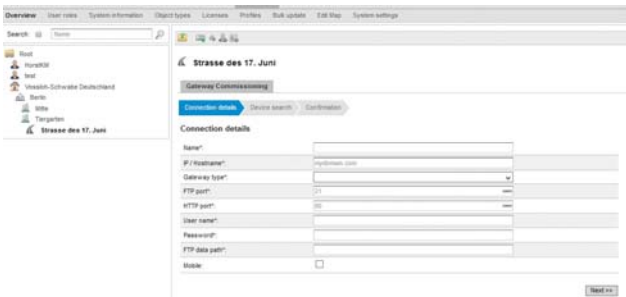 Overview User roles System information Object types Licenses Profiles Bulk update Edit Map System settings
Search: Name
Root
HorstKW
test
Vossloh-Schwabe Deutschland
Berlin
Mitte
Tiergarten
Strasse des 17. Juni
Strasse des 17. Juni
Gateway Commissioning
Connection details Device search Confirmation
Connection details
Name*:
IP / Hostname*: mydomain.com
Gateway type*:
FTP port*: 21
HTTP port*: 80
User name*:
Password*:
FTP data path*:
Mobile:
Next >>